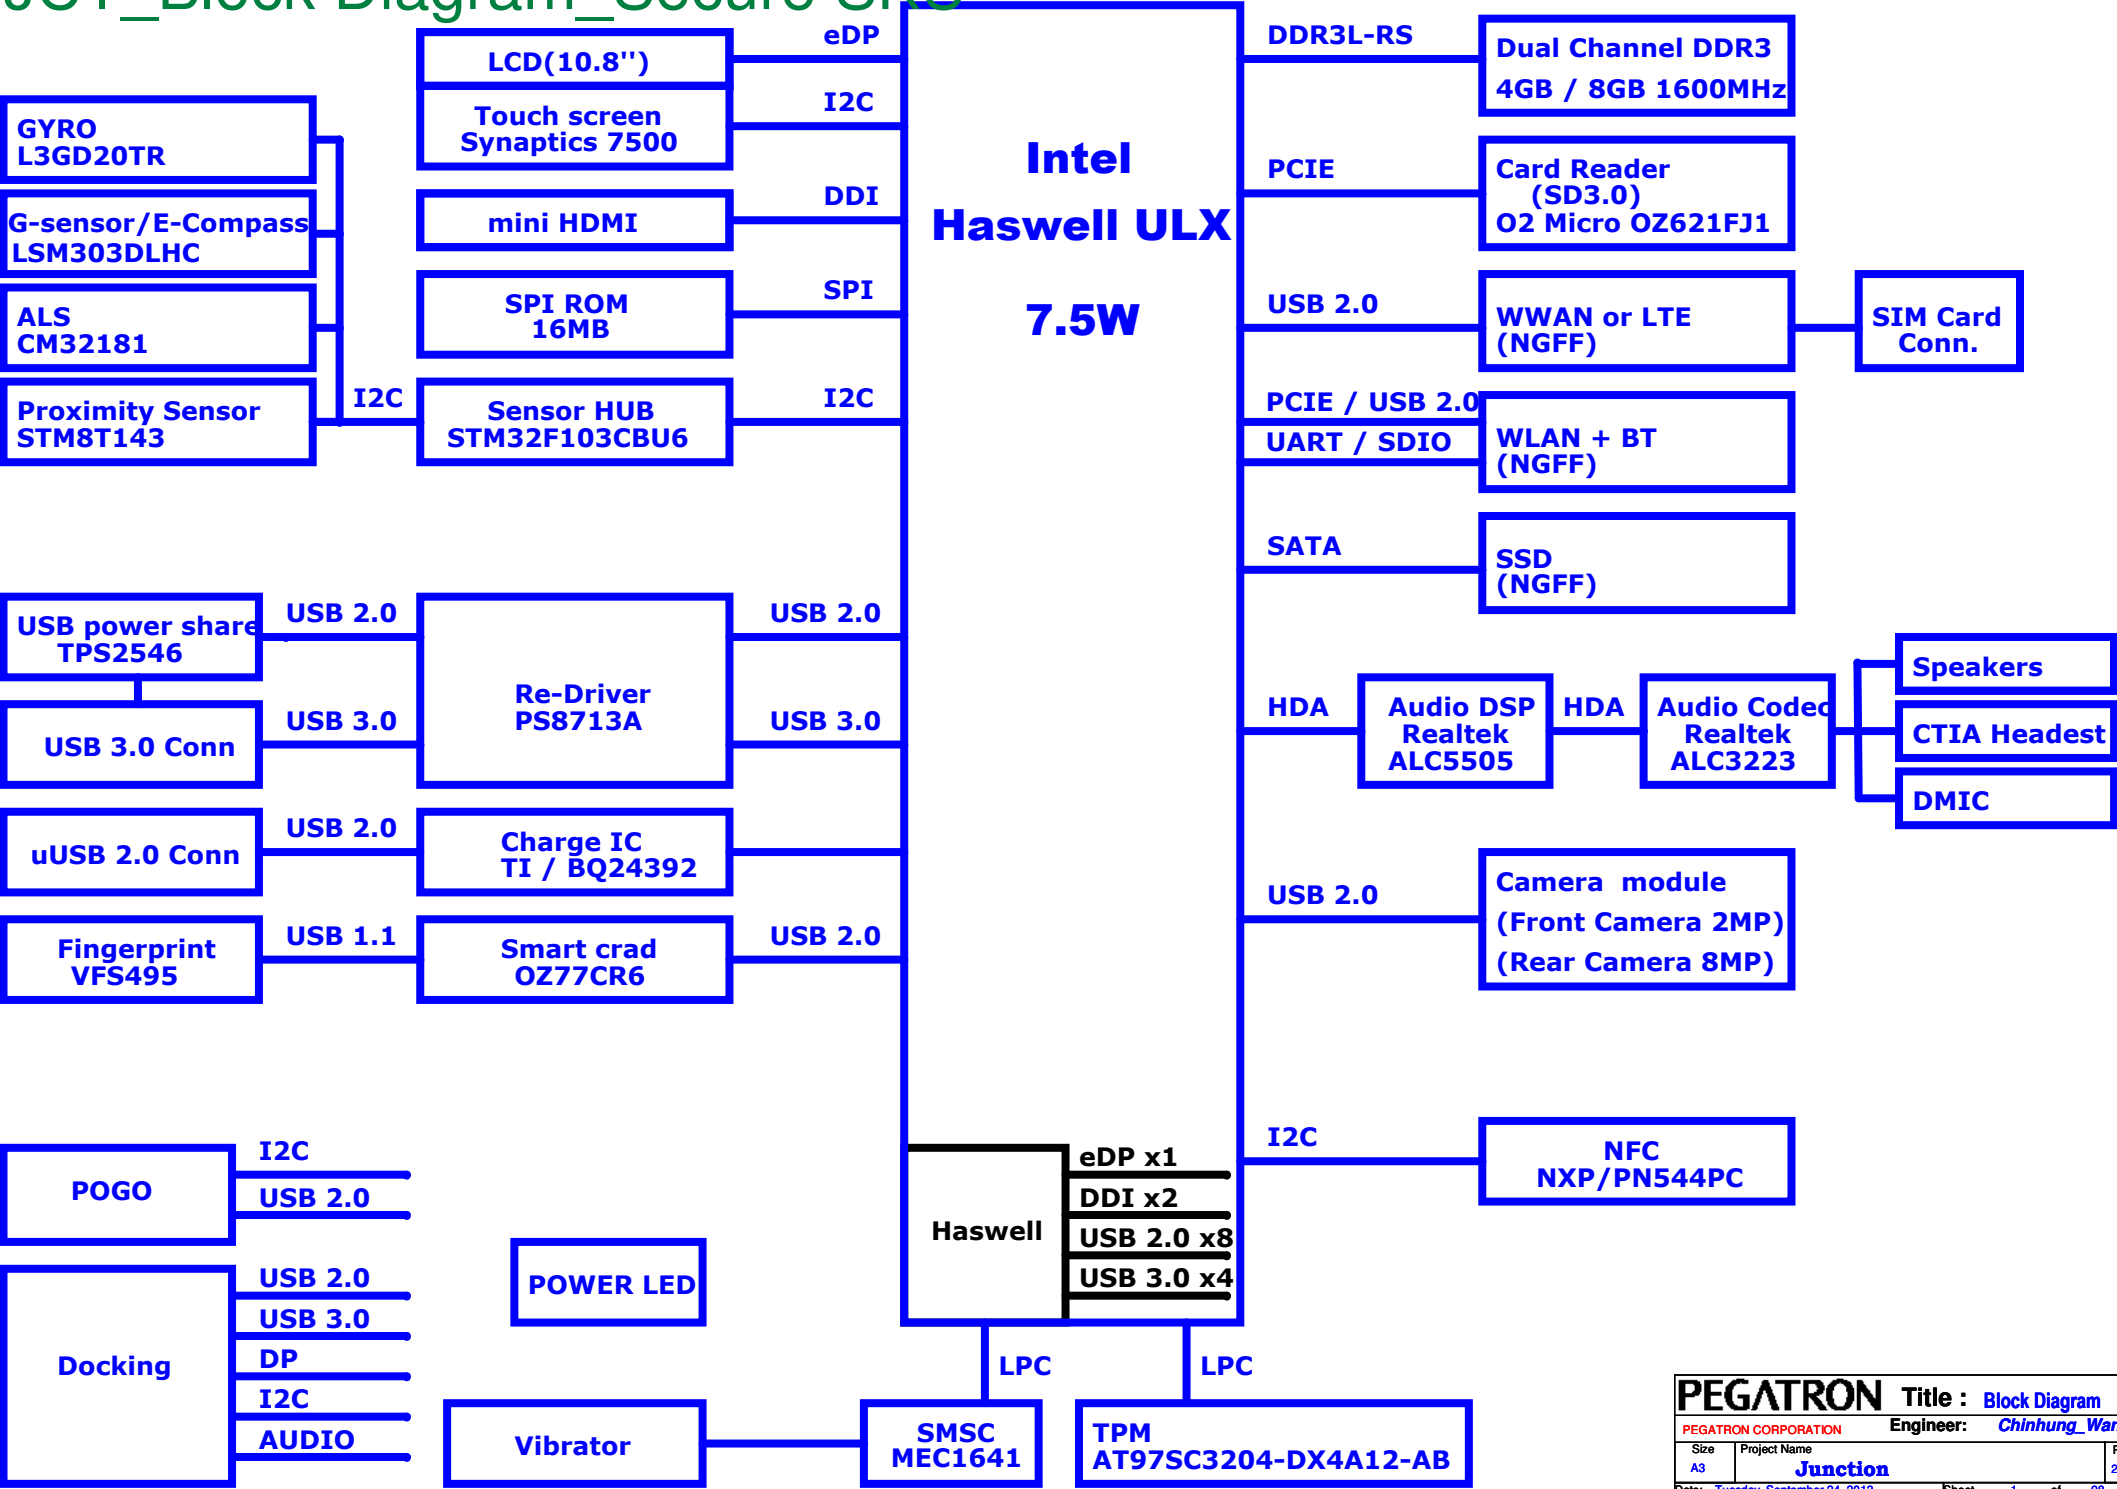 JCT_Block Diagram_Secure SKU
eDP
LCD(10.8'')
I2C
Touch screen
Synaptics 7500
GYRO
L3GD20TR
G-sensor/E-Compass
LSM303DLHC
ALS
CM32181
Proximity Sensor
STM8T143
DDI
mini HDMI
SPI
SPI ROM
16MB
I2C
Sensor HUB
STM32F103CBU6
I2C
Intel
Haswell ULX
7.5W
DDR3L-RS
Dual Channel DDR3
4GB / 8GB 1600MHz
PCIE
Card Reader
(SD3.0)
O2 Micro OZ621FJ1
USB 2.0
WWAN or LTE
(NGFF)
SIM Card
Conn.
PCIE / USB 2.0
UART / SDIO
WLAN + BT
(NGFF)
SATA
SSD
(NGFF)
USB power share
TPS2546
USB 2.0
USB 3.0 Conn
USB 3.0
Re-Driver
PS8713A
USB 2.0
USB 3.0
uUSB 2.0 Conn
USB 2.0
Charge IC
TI / BQ24392
Fingerprint
VFS495
USB 1.1
Smart crad
OZ77CR6
USB 2.0
HDA
Audio DSP
Realtek
ALC5505
HDA
Audio Codec
Realtek
ALC3223
Speakers
CTIA Headest
DMIC
USB 2.0
Camera module
(Front Camera 2MP)
(Rear Camera 8MP)
I2C
NFC
NXP/PN544PC
POGO
I2C
USB 2.0
Docking
USB 2.0
USB 3.0
DP
I2C
AUDIO
POWER LED
Haswell
eDP x1
DDI x2
USB 2.0 x8
USB 3.0 x4
LPC
LPC
Vibrator
SMSC
MEC1641
TPM
AT97SC3204-DX4A12-AB
PEGATRON Title : Block Diagram
PEGATRON CORPORATION Engineer:
Size Project Name
A3 Junction